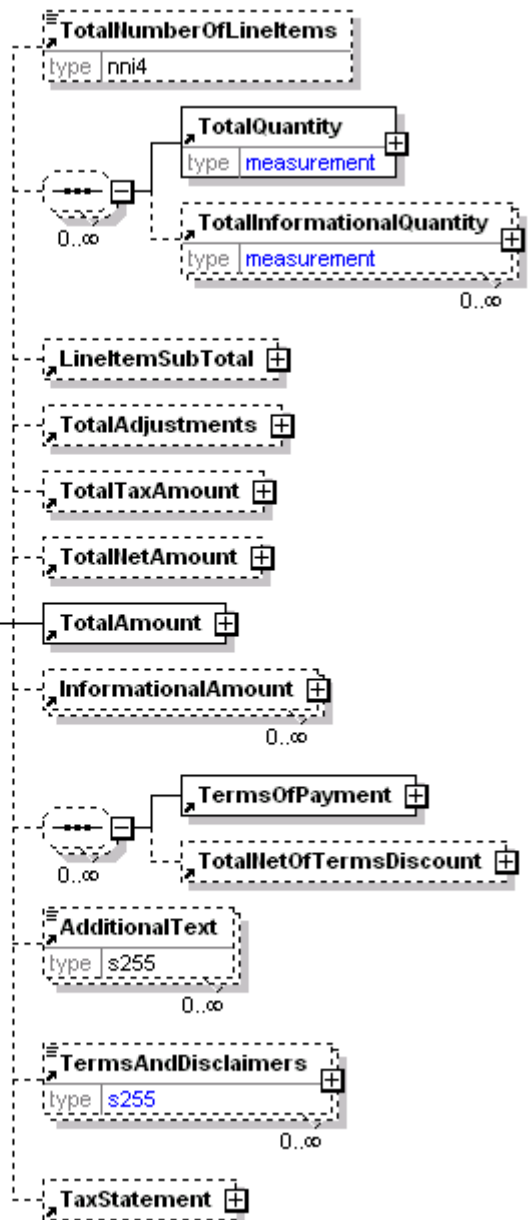 TotalNumberOfLineItems
type nni4
TotalQuantity
type measurement
TotalInformationalQuantity
type measurement
0..∞
0..∞
LineItemSubTotal
TotalAdjustments
TotalTaxAmount
TotalNetAmount
TotalAmount
InformationalAmount
0..∞
TermsOfPayment
TotalNetOfTermsDiscount
0..∞
AdditionalText
type s255
0..∞
TermsAndDisclaimers
type s255
0..∞
TaxStatement